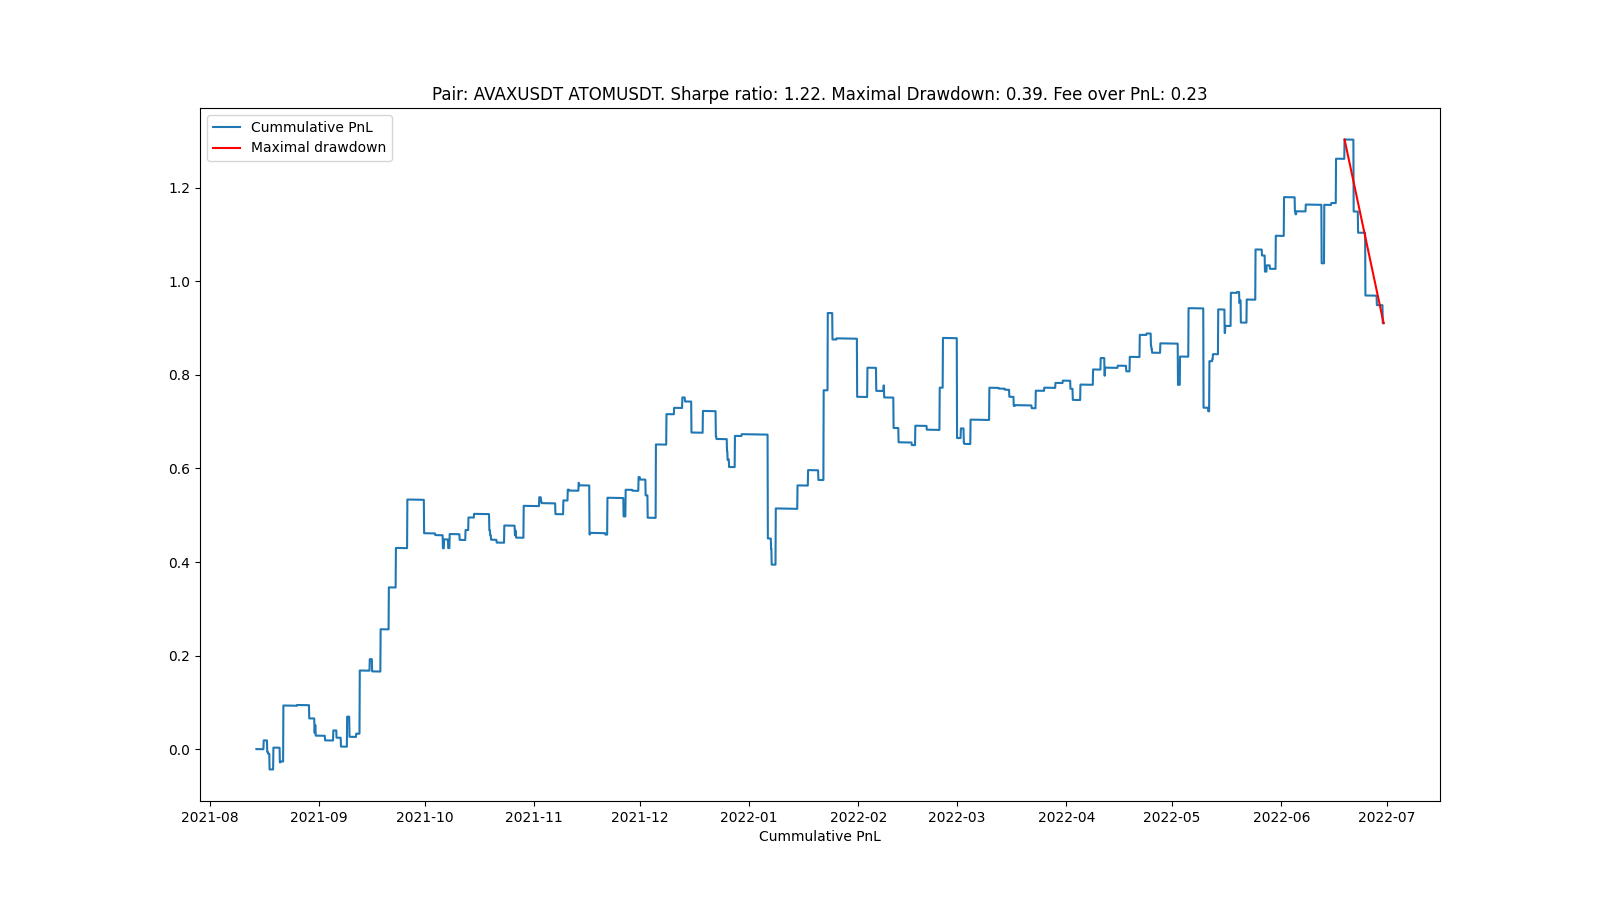 Pair: AVAXUSDT ATOMUSDT. Sharpe ratio: 1.22. Maximal Drawdown: 0.39. Fee over PnL: 0.23
Cummulative PnL
Maximal drawdown
1.2
1.0
0.8
0.6
0.4
0.2
0.0
2021-08 2021-09 2021-10 2021-11 2021-12 2022-01 2022-02 2022-03 2022-04 2022-05 2022-06 2022-07
Cummulative PnL